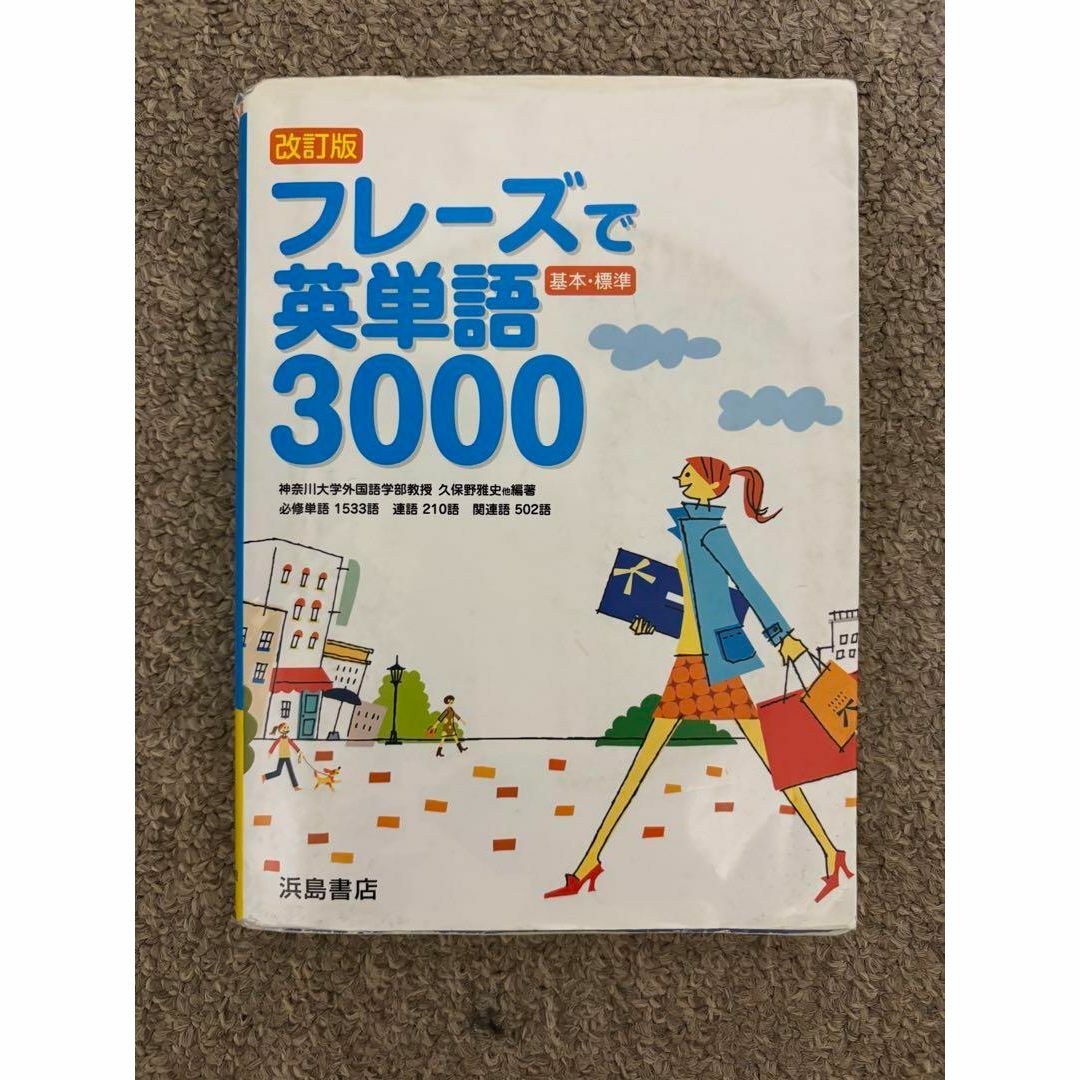 改訂版
フレーズで
英単語 基本・標準
3000
神奈川大学外国語学部教授 久保野雅史他編著
必修単語 1533語 連語 210語 関連語 502語
浜島書店